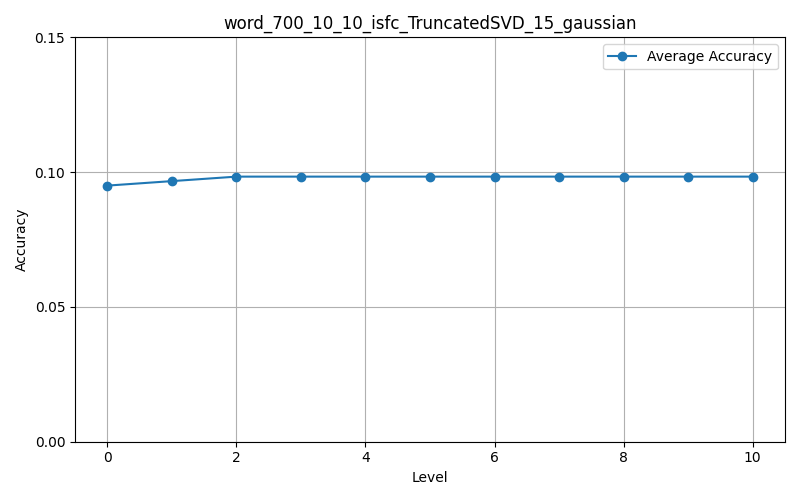 word_700_10_10_isfc_TruncatedSVD_15_gaussian
Average Accuracy
0.15
0.10
0.05
0.00
Accuracy
0 2 4 6 8 10
Level